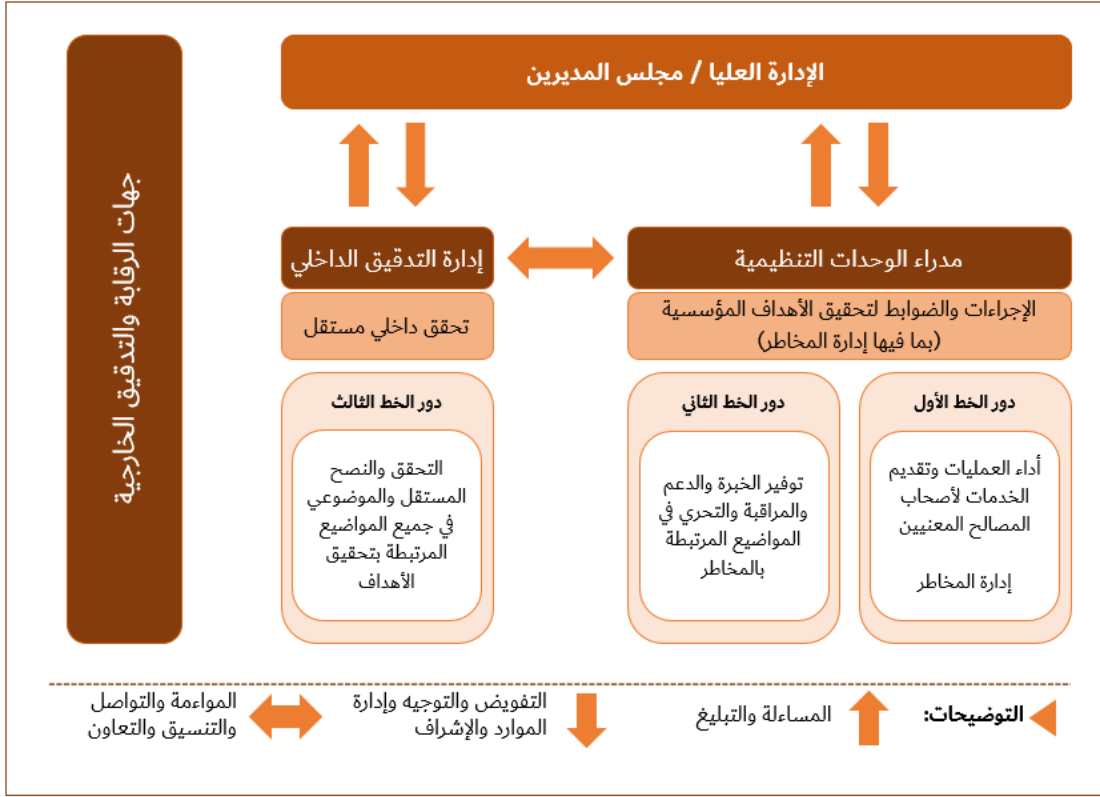 الإدارة العليا / مجلس المديرين
مدراء الوحدات التنظيمية
الإجراءات والضوابط لتحقيق الأهداف المؤسسية
(بما فيها إدارة المخاطر)
دور الخط الأول
أداء العمليات وتقديم
الخدمات لأصحاب
المصالح المعنيين
إدارة المخاطر
دور الخط الثاني
توفير الخبرة والدعم
والمراقبة والتحري في
المواضيع المرتبطة
بالمخاطر
إدارة التدقيق الداخلي
تحقق داخلي مستقل
دور الخط الثالث
التحقق والنصح
المستقل والموضوعي
في جميع المواضيع
المرتبطة بتحقيق
الأهداف
جهات الرقابة والتدقيق الخارجية
التوضيحات:
المساءلة والتبليغ
التفويض والتوجيه وإدارة
الموارد والإشراف
المواءمة والتواصل
والتنسيق والتعاون